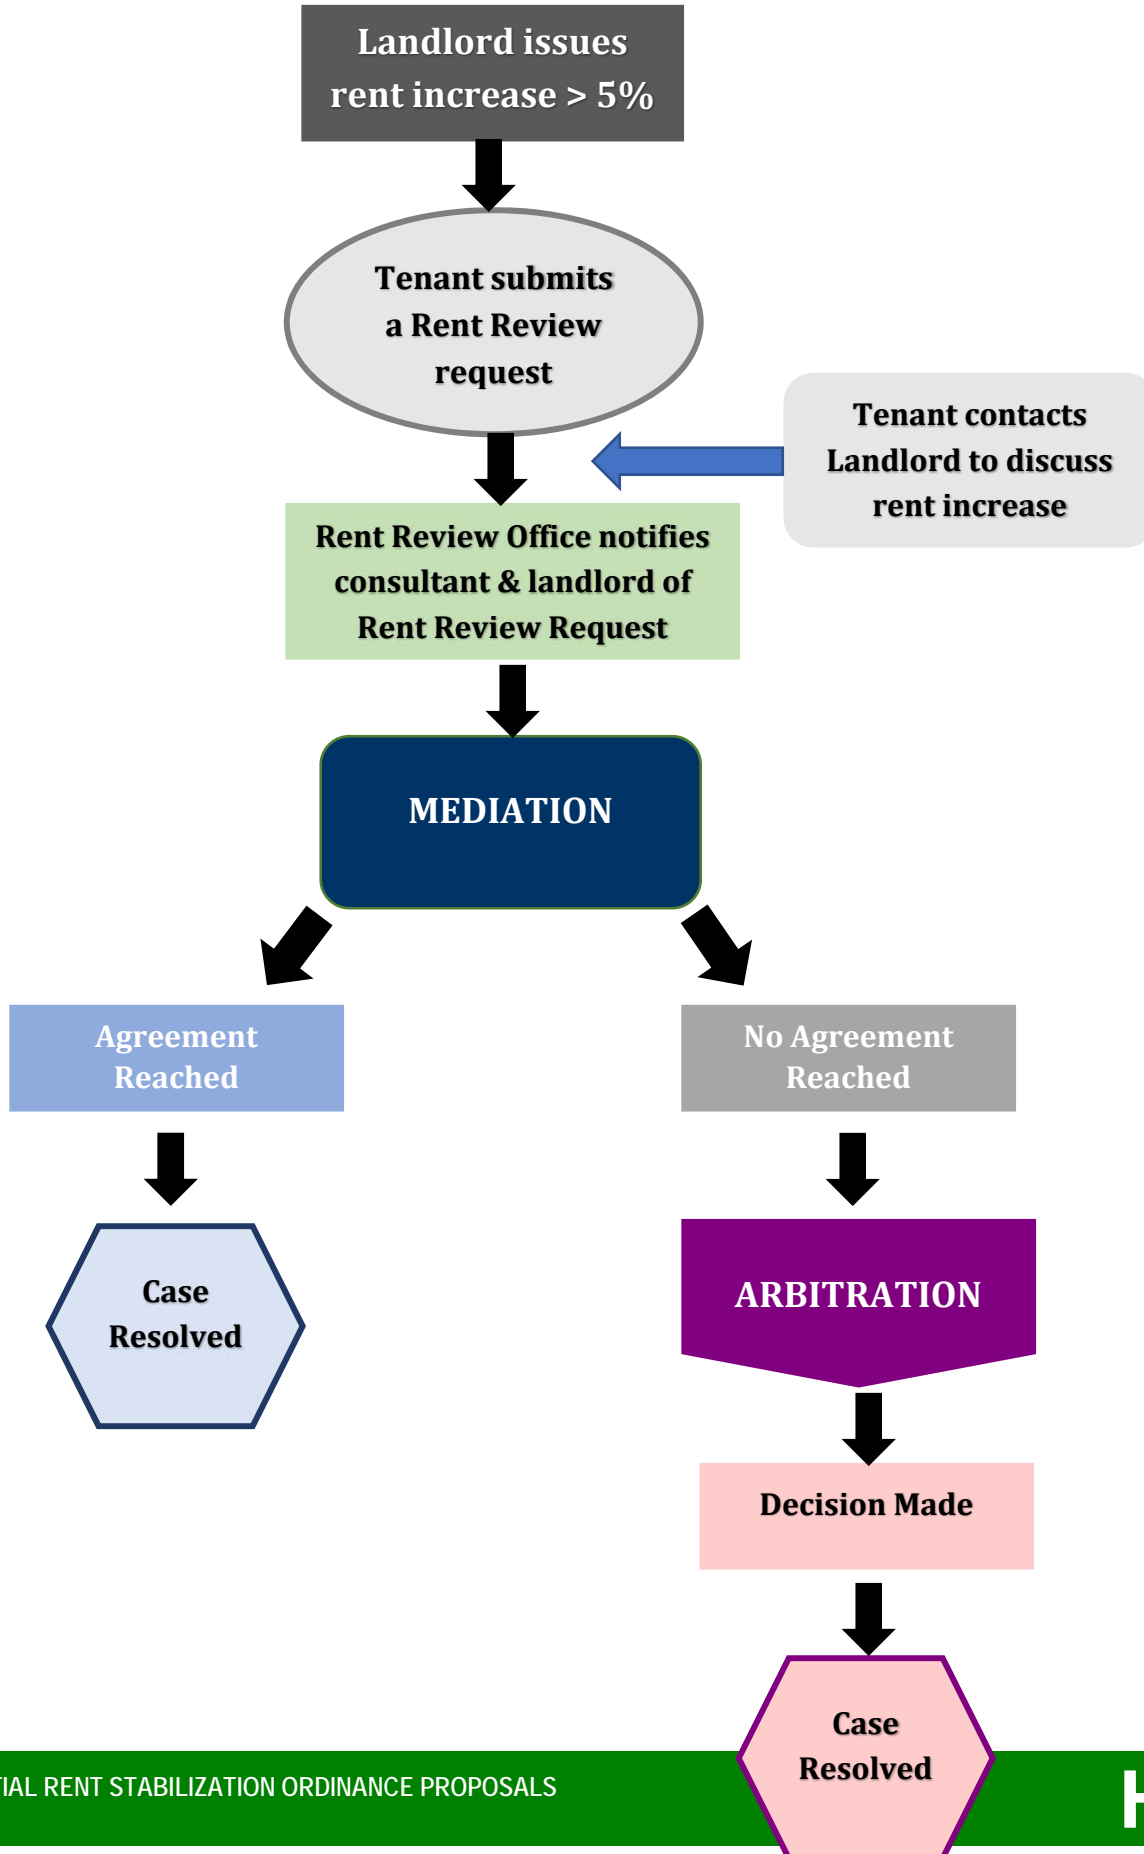 Landlord issues
rent increase > 5%
Tenant submits
a Rent Review
request
Tenant contacts
Landlord to discuss
rent increase
Rent Review Office notifies
consultant & landlord of
Rent Review Request
MEDIATION
Agreement
Reached
No Agreement
Reached
Case
Resolved
ARBITRATION
Decision Made
Case
Resolved
TIAL RENT STABILIZATION ORDINANCE PROPOSALS
H